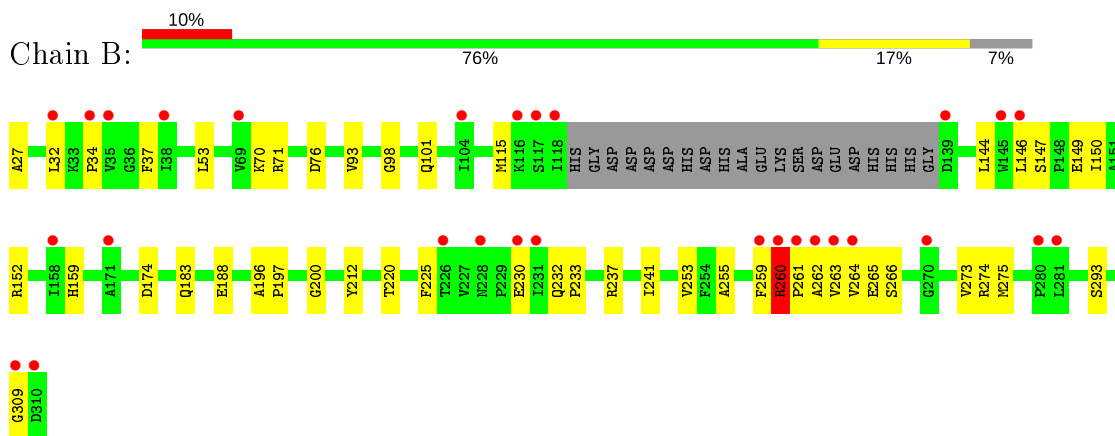 10%
Chain B:
76% 17% 7%
A27 L32 K33 P34 V35 G36 F37 I38 L53 V69 K70 R71 D76 V93 G98 Q101 I104 M115 K116 S117 I118 HIS GLY ASP ASP ASP ASP HIS ASP HIS ALA GLU LYS SER ASP GLU ASP HIS HIS HIS GLY D139 L144 W145 L146 S147 P148 E149 I150 A151
R152 I158 H159 A171 D174 Q183 E188 A196 P197 G200 Y212 T220 F225 T226 V227 N228 P229 E230 I231 Q232 P233 R237 I241 V253 F254 A255 F259 R260 P261 A262 V263 V264 E265 S266 G270 V273 R274 M275 P280 L281 S293
G309 D310